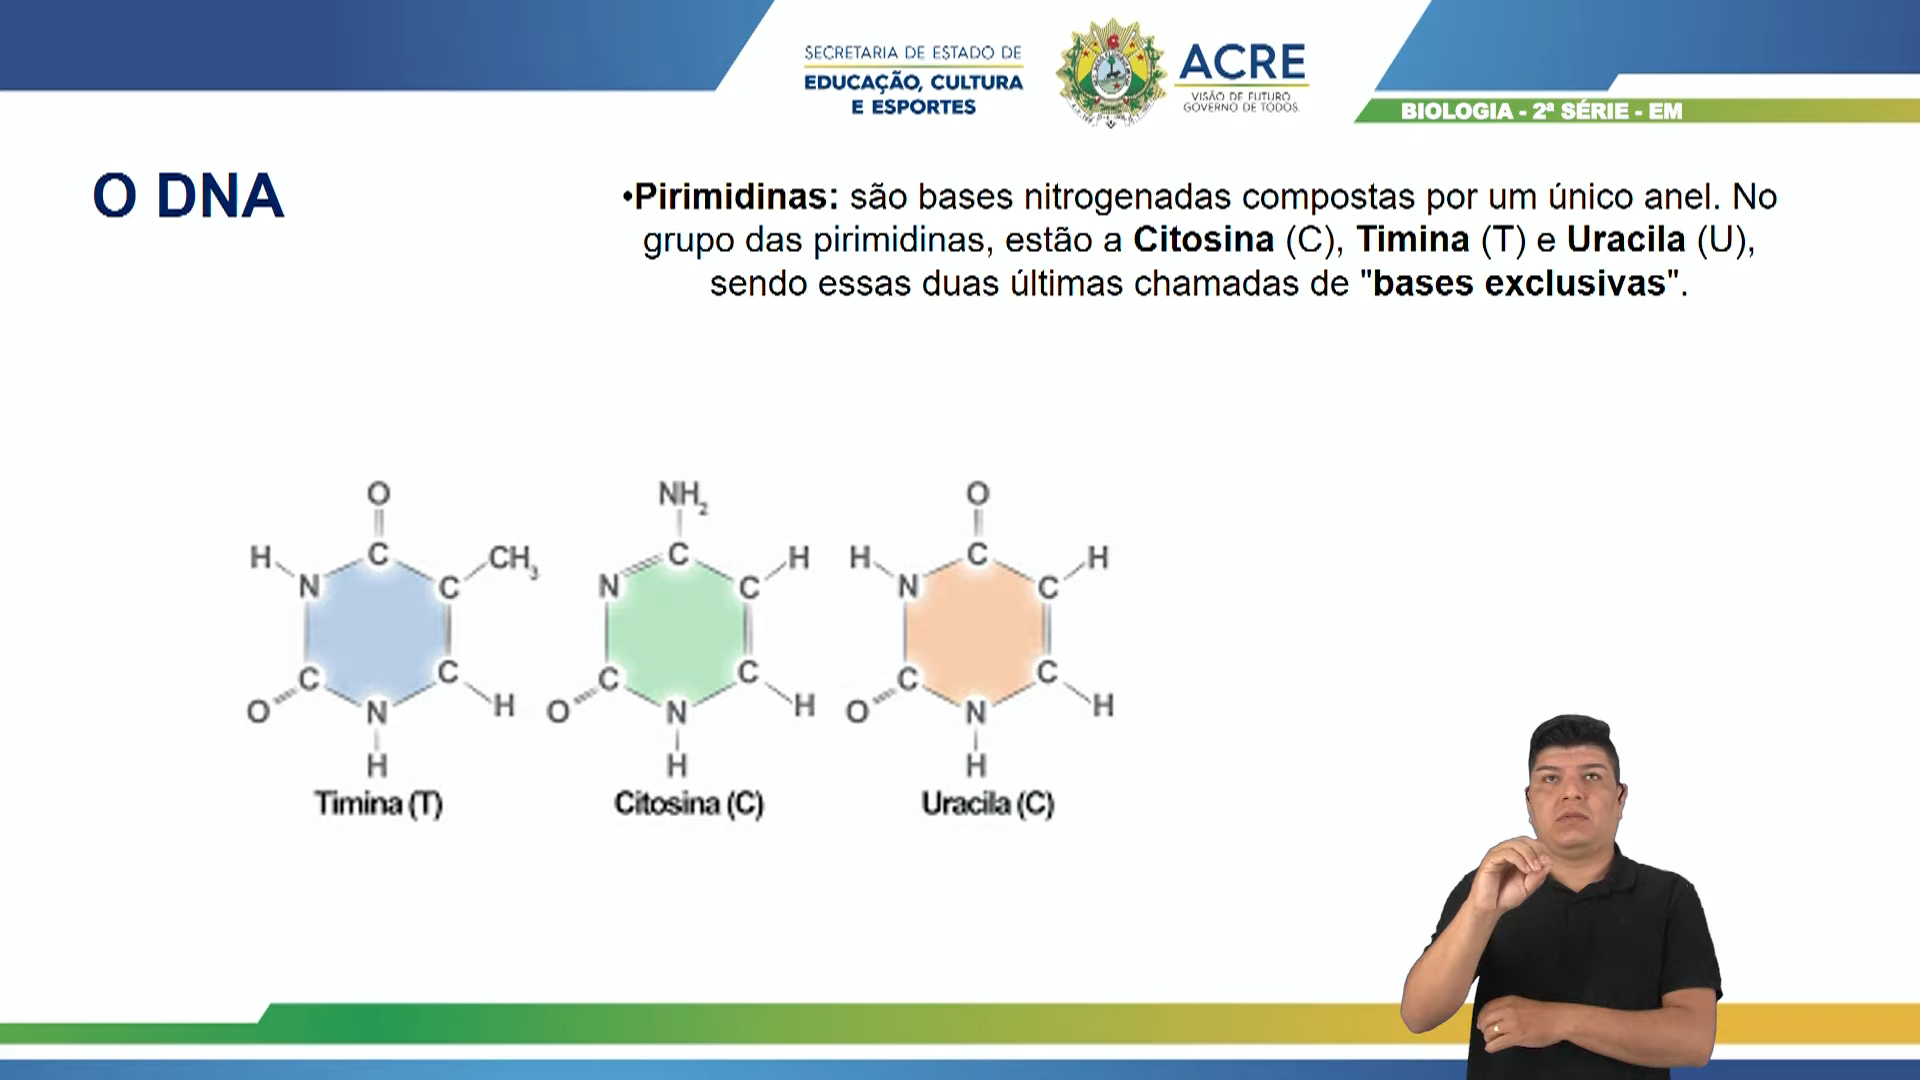 SECRETARIA DE ESTADO DE
EDUCAÇÃO, CULTURA
E ESPORTES
ACRE
VISÃO DE FUTURO
GOVERNO DE TODOS
BIOLOGIA - 2ª SÉRIE - EM
O DNA
•Pirimidinas: são bases nitrogenadas compostas por um único anel. No
grupo das pirimidinas, estão a Citosina (C), Timina (T) e Uracila (U),
sendo essas duas últimas chamadas de "bases exclusivas".
O
H
N
C
C
CH3
C
O
N
C
H
H
Timina (T)
NH2
N
C
C
H
C
O
N
C
H
H
Citosina (C)
O
H
N
C
C
H
C
O
N
C
H
H
Uracila (C)